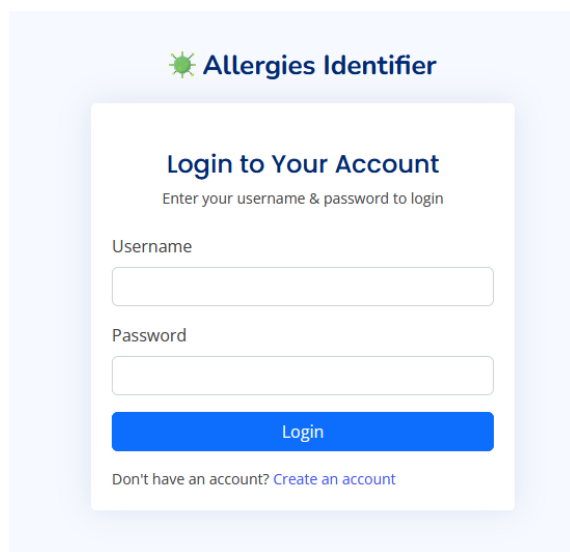 Allergies Identifier
Login to Your Account
Enter your username & password to login
Username
Password
Login
Don't have an account? Create an account